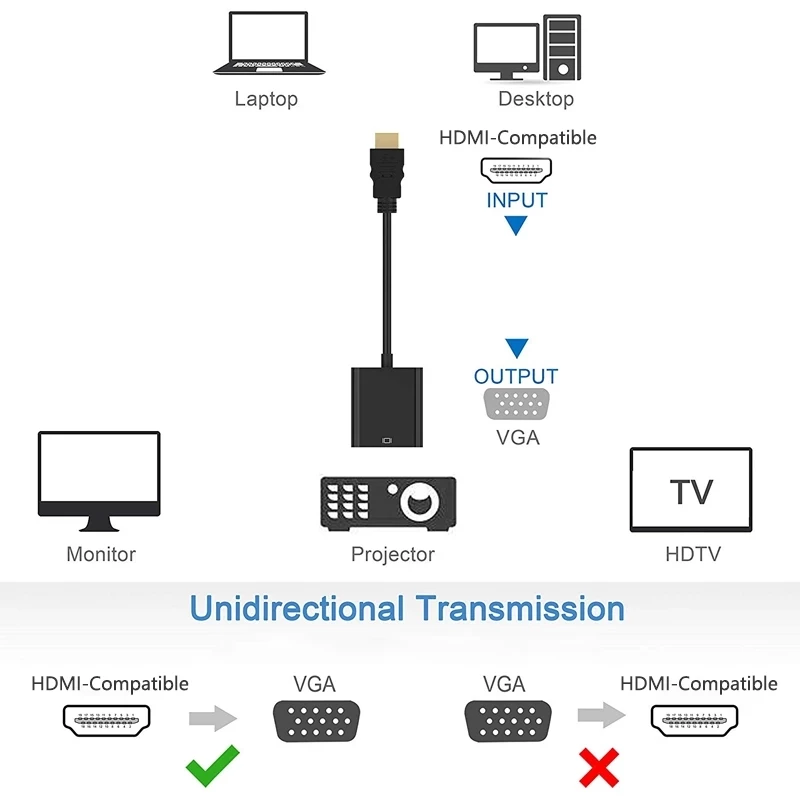 Laptop
Desktop
HDMI-Compatible
INPUT
OUTPUT
VGA
Monitor
Projector
TV
HDTV
Unidirectional Transmission
HDMI-Compatible
VGA
VGA
HDMI-Compatible